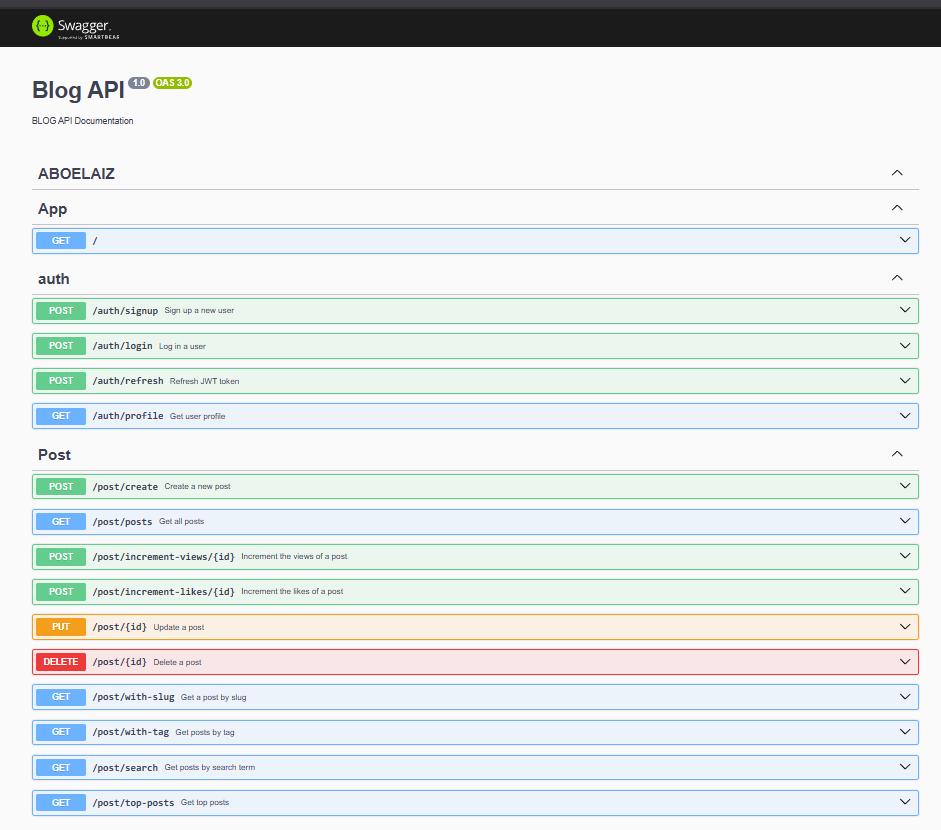 Swagger.
Supported by SMARTBEAR
Blog API 1.0 OAS 3.0
BLOG API Documentation
ABOELAIZ
App
GET /
auth
POST /auth/signup Sign up a new user
POST /auth/login Log in a user
POST /auth/refresh Refresh JWT token
GET /auth/profile Get user profile
Post
POST /post/create Create a new post
GET /post/posts Get all posts
POST /post/increment-views/{id} Increment the views of a post
POST /post/increment-likes/{id} Increment the likes of a post
PUT /post/{id} Update a post
DELETE /post/{id} Delete a post
GET /post/with-slug Get a post by slug
GET /post/with-tag Get posts by tag
GET /post/search Get posts by search term
GET /post/top-posts Get top posts